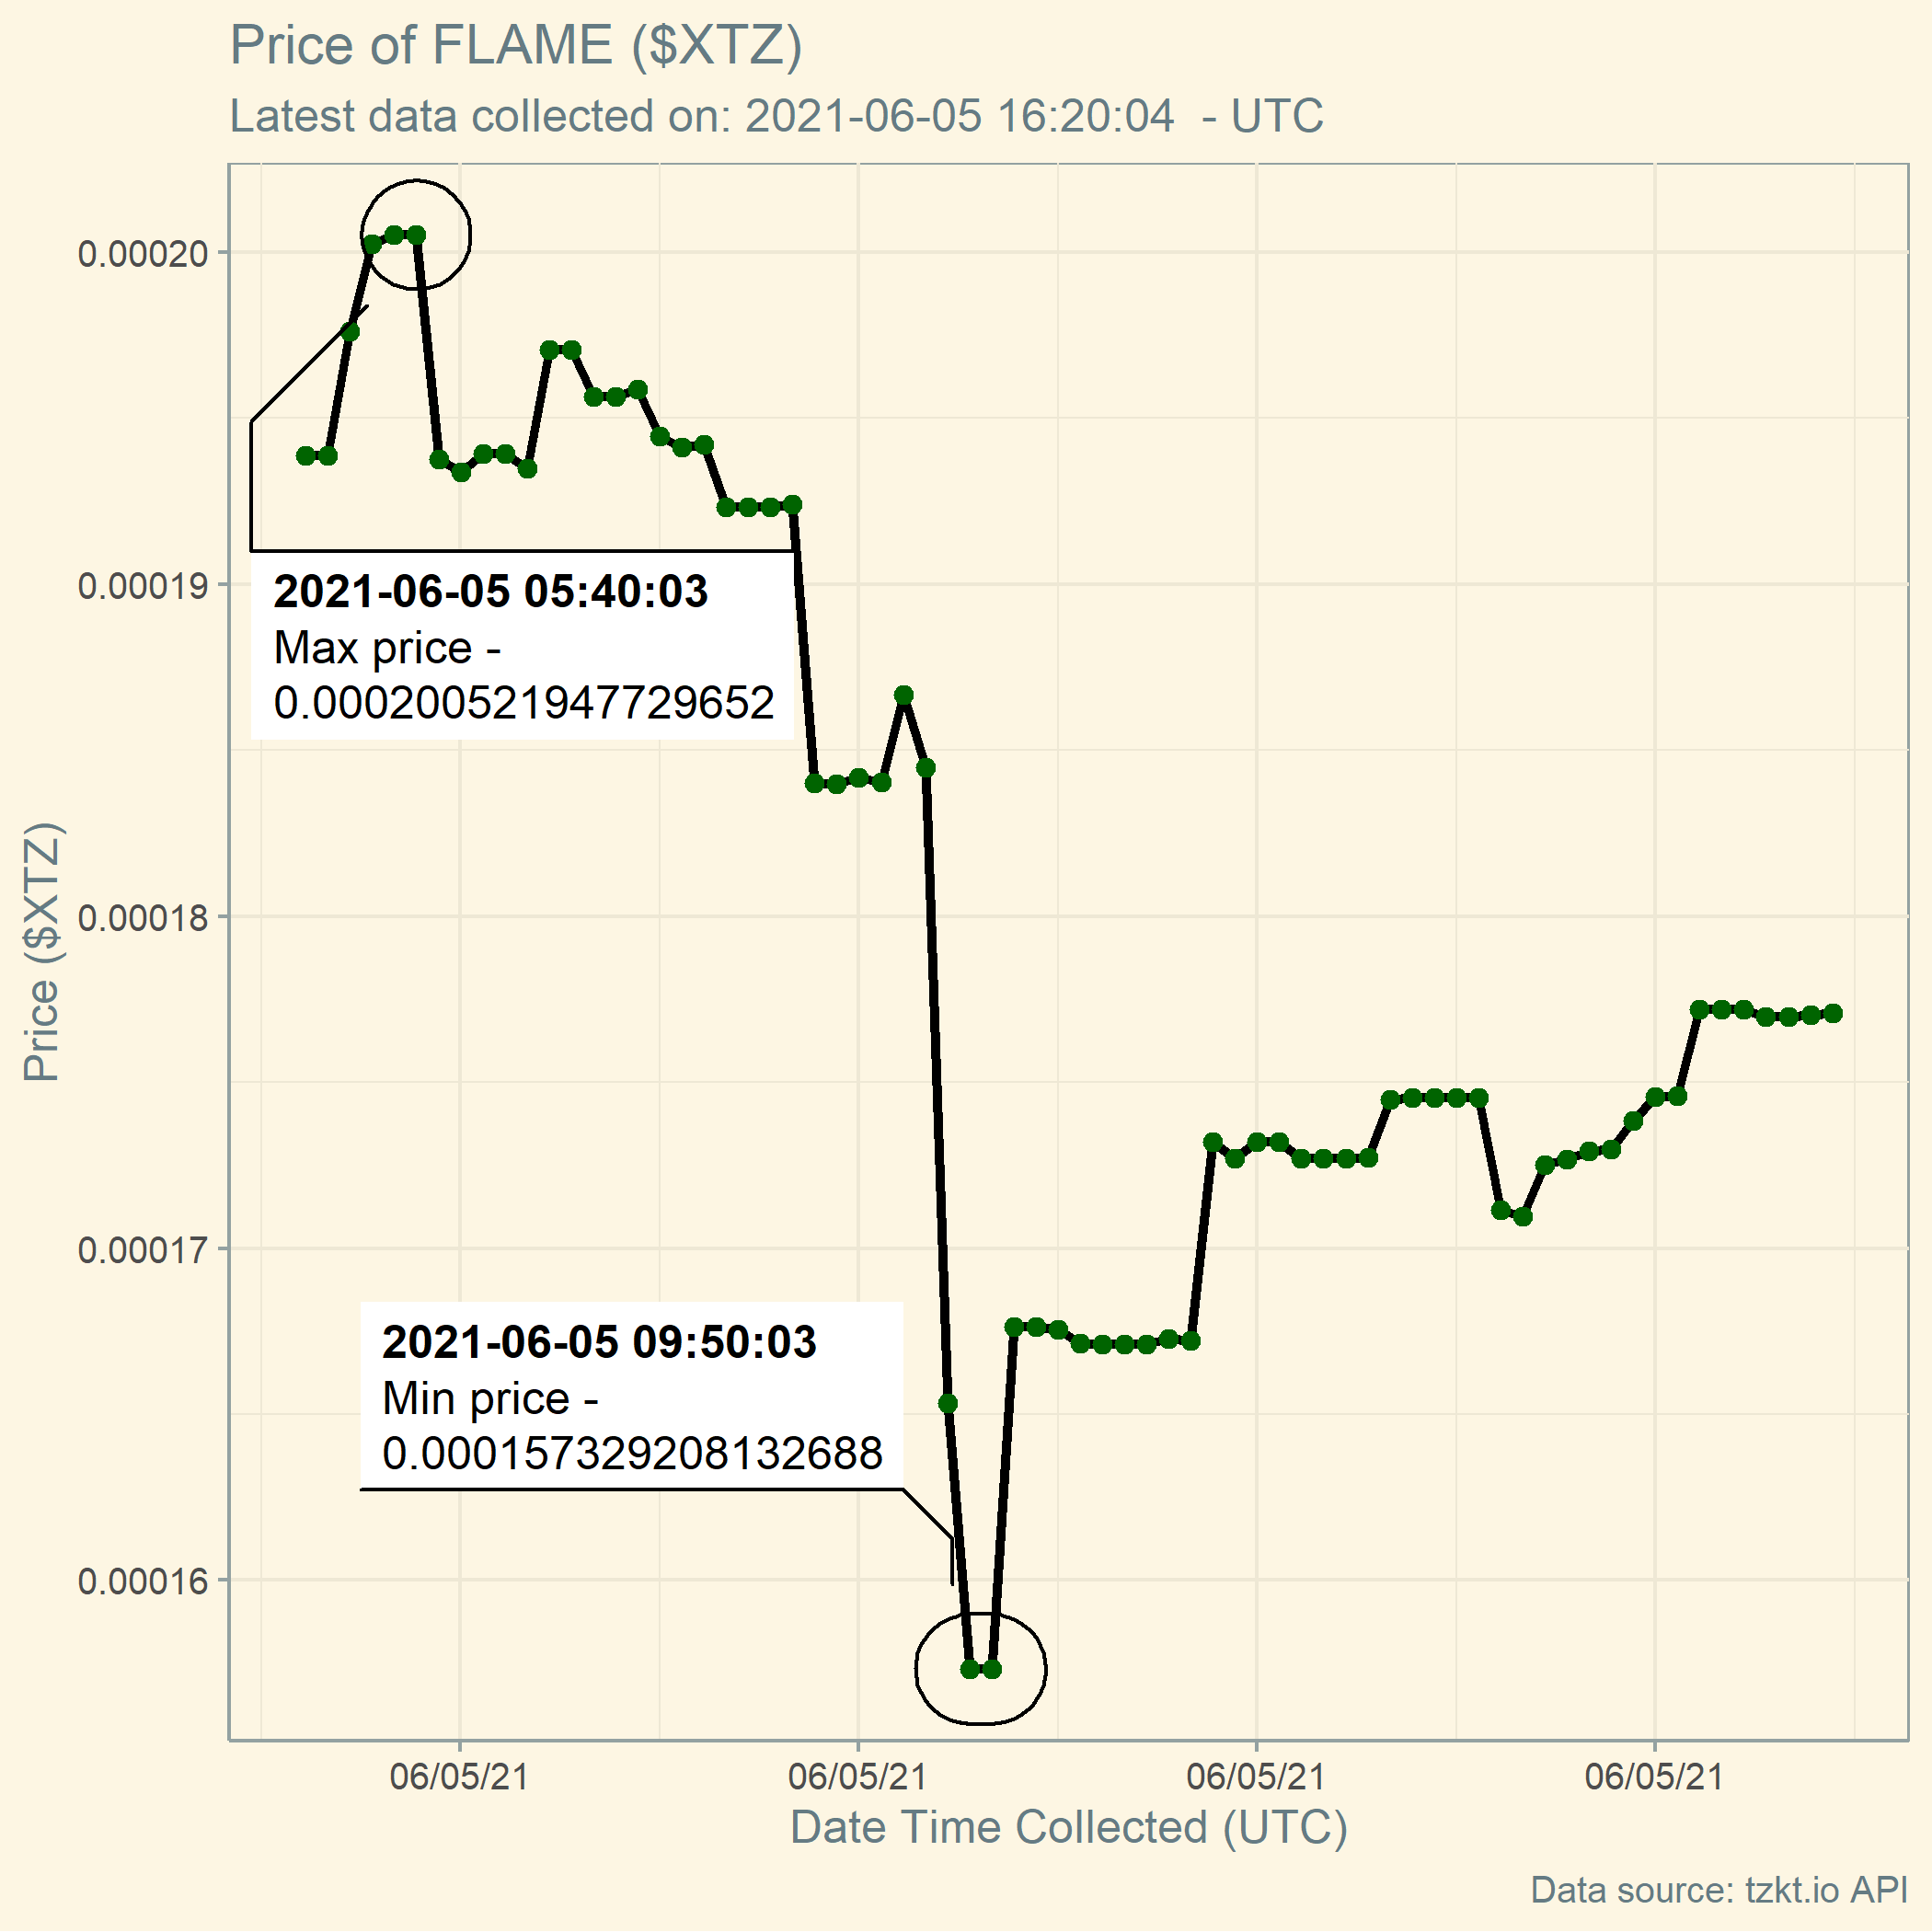 Price of FLAME ($XTZ)
Latest data collected on: 2021-06-05 16:20:04  - UTC
0.00020
0.00019
0.00018
0.00017
0.00016
Price ($XTZ)
2021-06-05 05:40:03
Max price -
0.000200521947729652
2021-06-05 09:50:03
Min price -
0.000157329208132688
06/05/21
06/05/21
06/05/21
06/05/21
Date Time Collected (UTC)
Data source: tzkt.io API